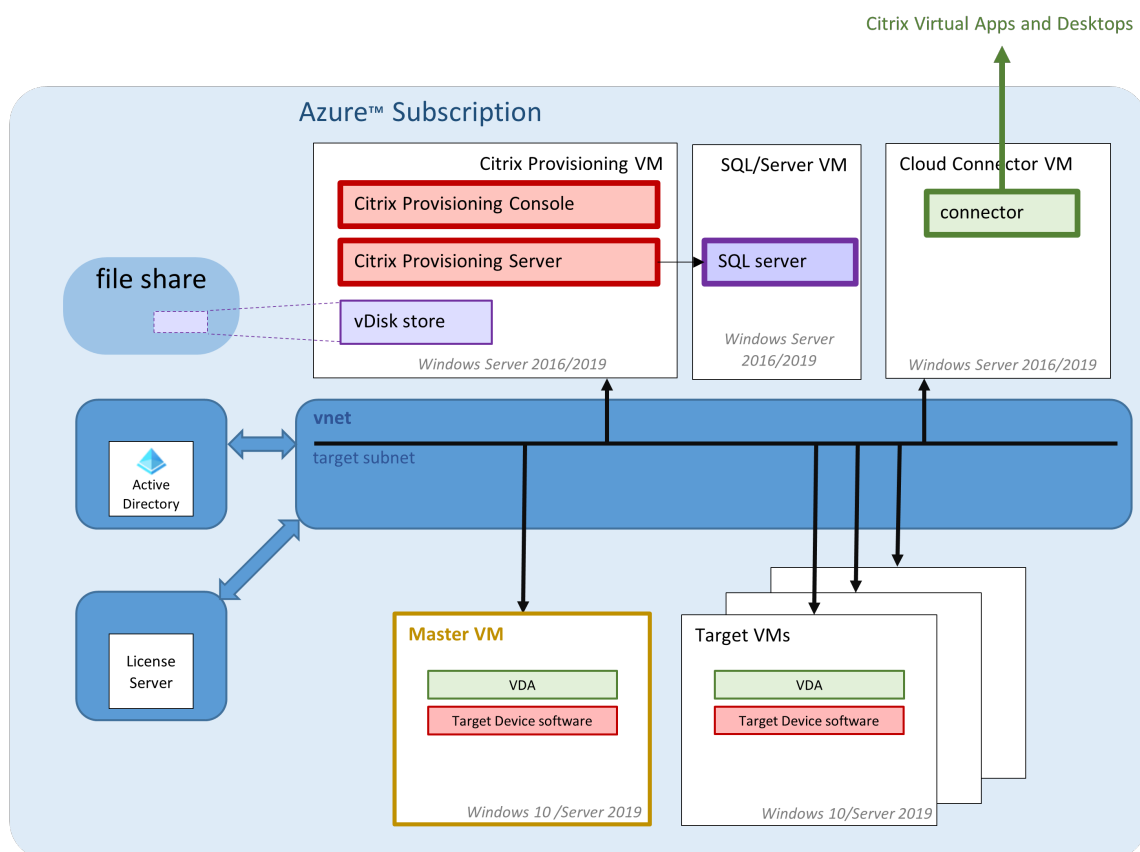 Citrix Virtual Apps and Desktops
Azure™ Subscription
Citrix Provisioning VM
Citrix Provisioning Console
Citrix Provisioning Server
vDisk store
Windows Server 2016/2019
SQL/Server VM
SQL server
Windows Server
2016/2019
Cloud Connector VM
connector
Windows Server 2016/2019
file share
vnet
target subnet
Active
Directory
License
Server
Master VM
VDA
Target Device software
Windows 10 /Server 2019
Target VMs
VDA
Target Device software
Windows 10/Server 2019